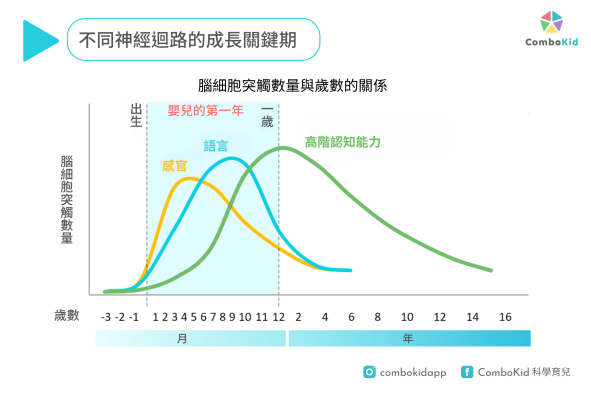 不同神經迴路的成長關鍵期
ComboKid
腦細胞突觸數量與歲數的關係
出生
嬰兒的第一年
一歲
語言
感官
高階認知能力
腦細胞突觸數量
歲數 -3 -2 -1 1 2 3 4 5 6 7 8 9 10 11 12 2 4 6 8 10 12 14 16
月 年
combokidapp ComboKid 科學育兒